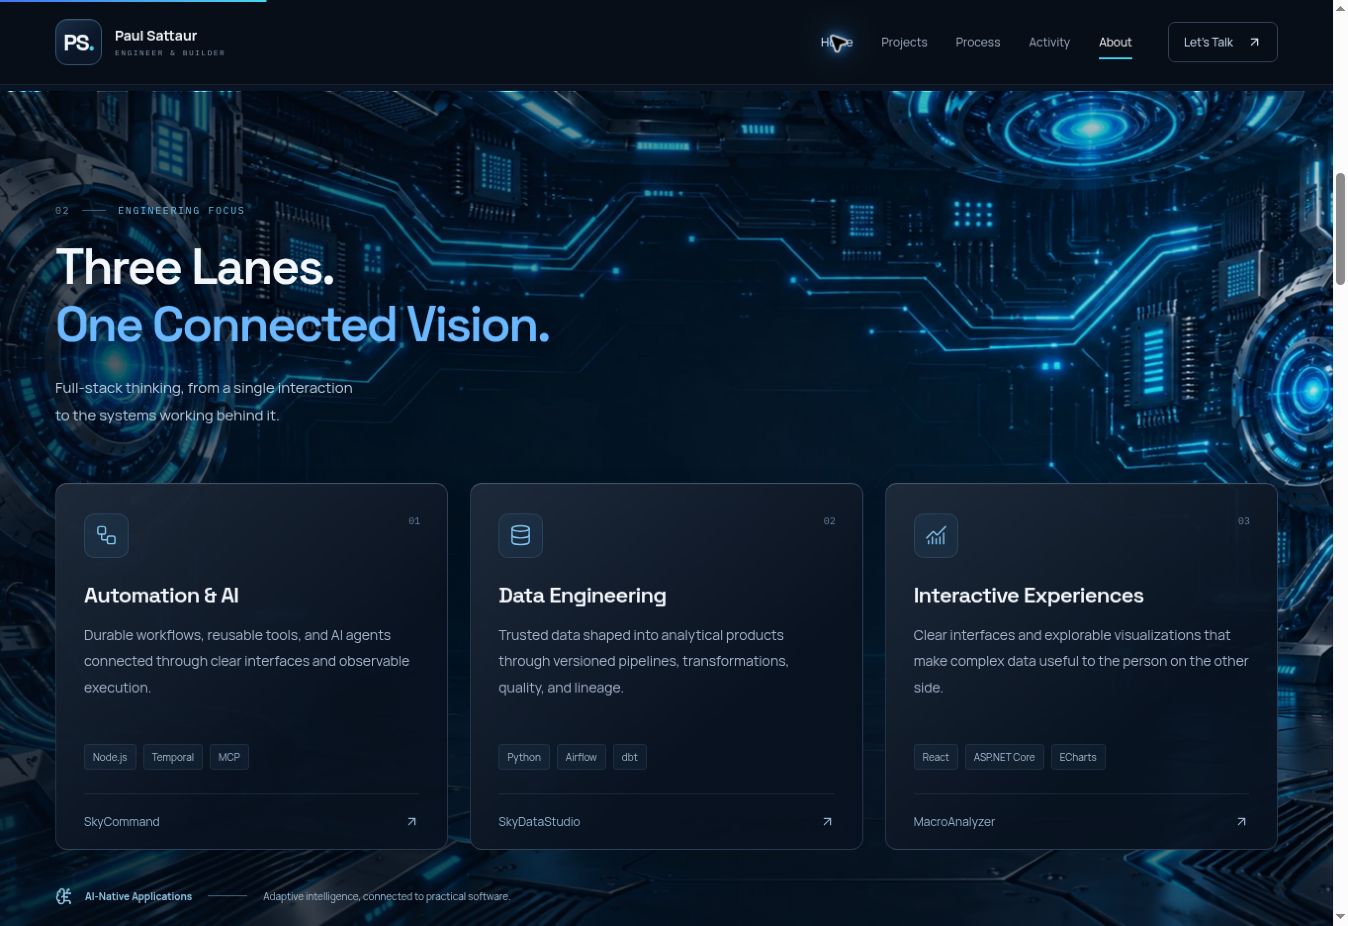 PS.
Paul Sattaur
ENGINEER & BUILDER
Projects
Process
Activity
About
Let's Talk
02
ENGINEERING FOCUS
Three Lanes.
One Connected Vision.
Full-stack thinking, from a single interaction
to the systems working behind it.
01
Automation & AI
Durable workflows, reusable tools, and AI agents
connected through clear interfaces and observable
execution.
Node.js
Temporal
MCP
SkyCommand
02
Data Engineering
Trusted data shaped into analytical products
through versioned pipelines, transformations,
quality, and lineage.
Python
Airflow
dbt
SkyDataStudio
03
Interactive Experiences
Clear interfaces and explorable visualizations that
make complex data useful to the person on the other
side.
React
ASP.NET Core
ECharts
MacroAnalyzer
AI-Native Applications
Adaptive intelligence, connected to practical software.